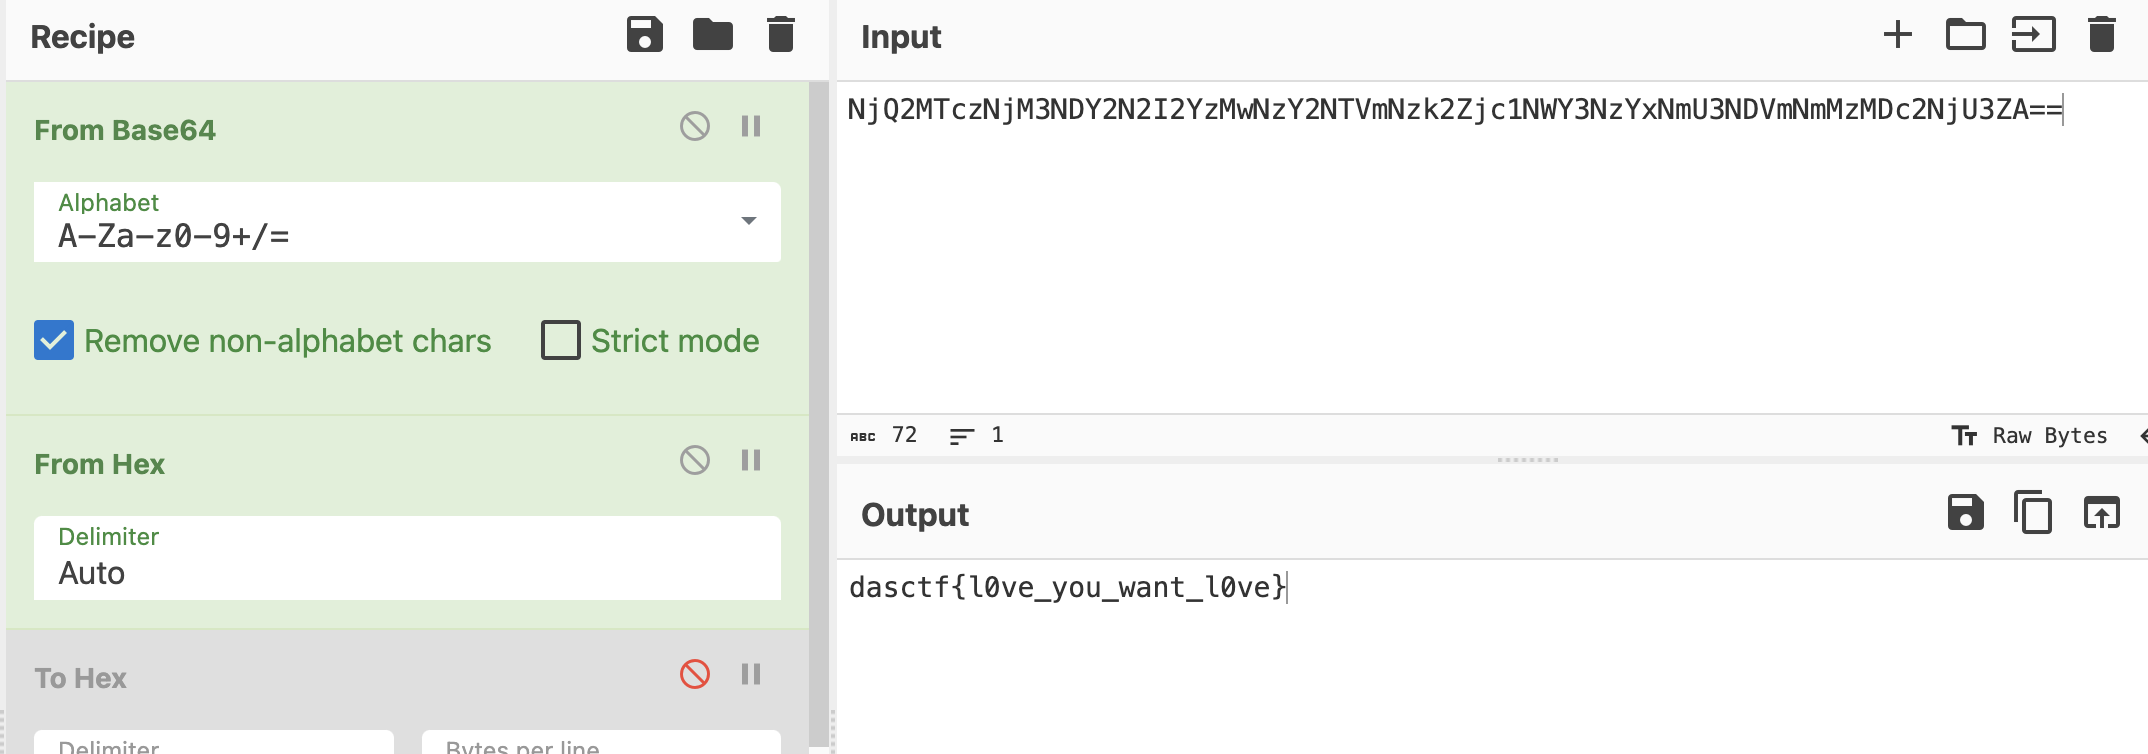 Recipe
From Base64
Alphabet
A-Za-z0-9+/=
Remove non-alphabet chars
Strict mode
From Hex
Delimiter
Auto
To Hex
Delimiter
Bytes per line
Input
NjQ2MTczNjM3NDY2N2I2YzMwNzY2NTVmNzk2Zjc1NWY3NzYxNmU3NDVmNmMzMDc2NjU3ZA==
ABC 72 1
Raw Bytes
Output
dasctf{l0ve_you_want_l0ve}